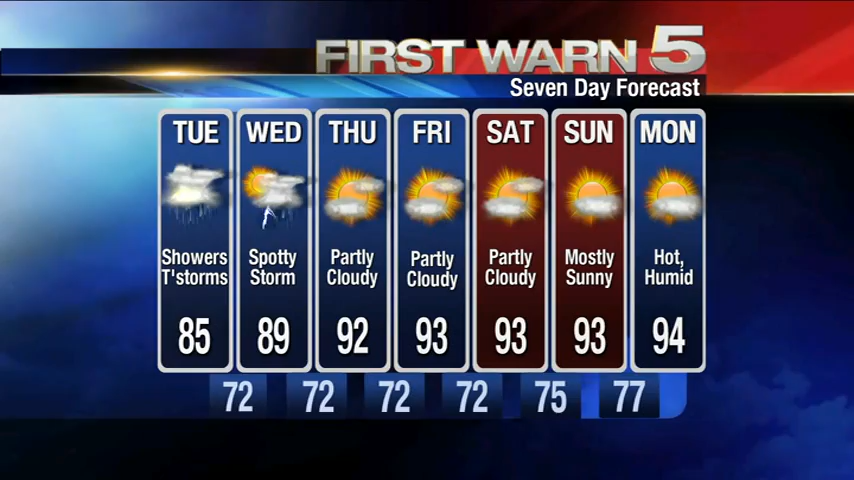 FIRST WARN 5
Seven Day Forecast
TUE WED THU FRI SAT SUN MON
Showers T'storms
Spotty Storm
Partly Cloudy
Partly Cloudy
Partly Cloudy
Mostly Sunny
Hot, Humid
85 89 92 93 93 93 94
72 72 72 72 75 77